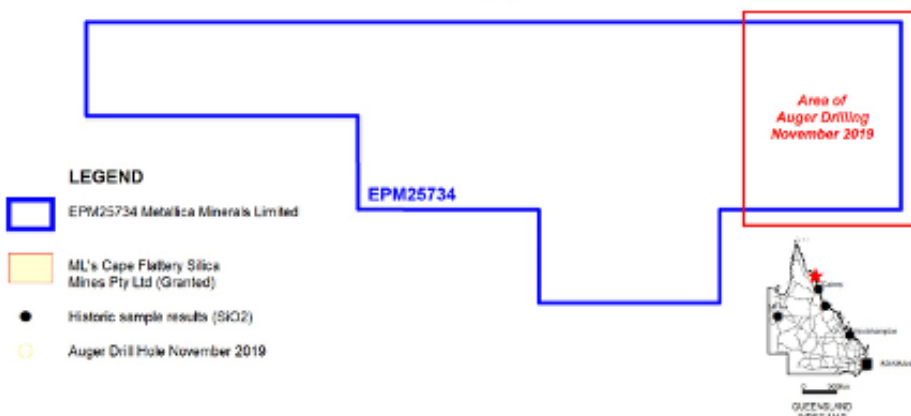 Area of
Auger Drilling
November 2019
EPM25734
LEGEND
EPM25734 Metallica Minerals Limited
ML's Cape Flattery Silica
Mines Pty Ltd (Granted)
Historic sample results (SiO2)
Auger Drill Hole November 2019
Cairns
QUEENSLAND